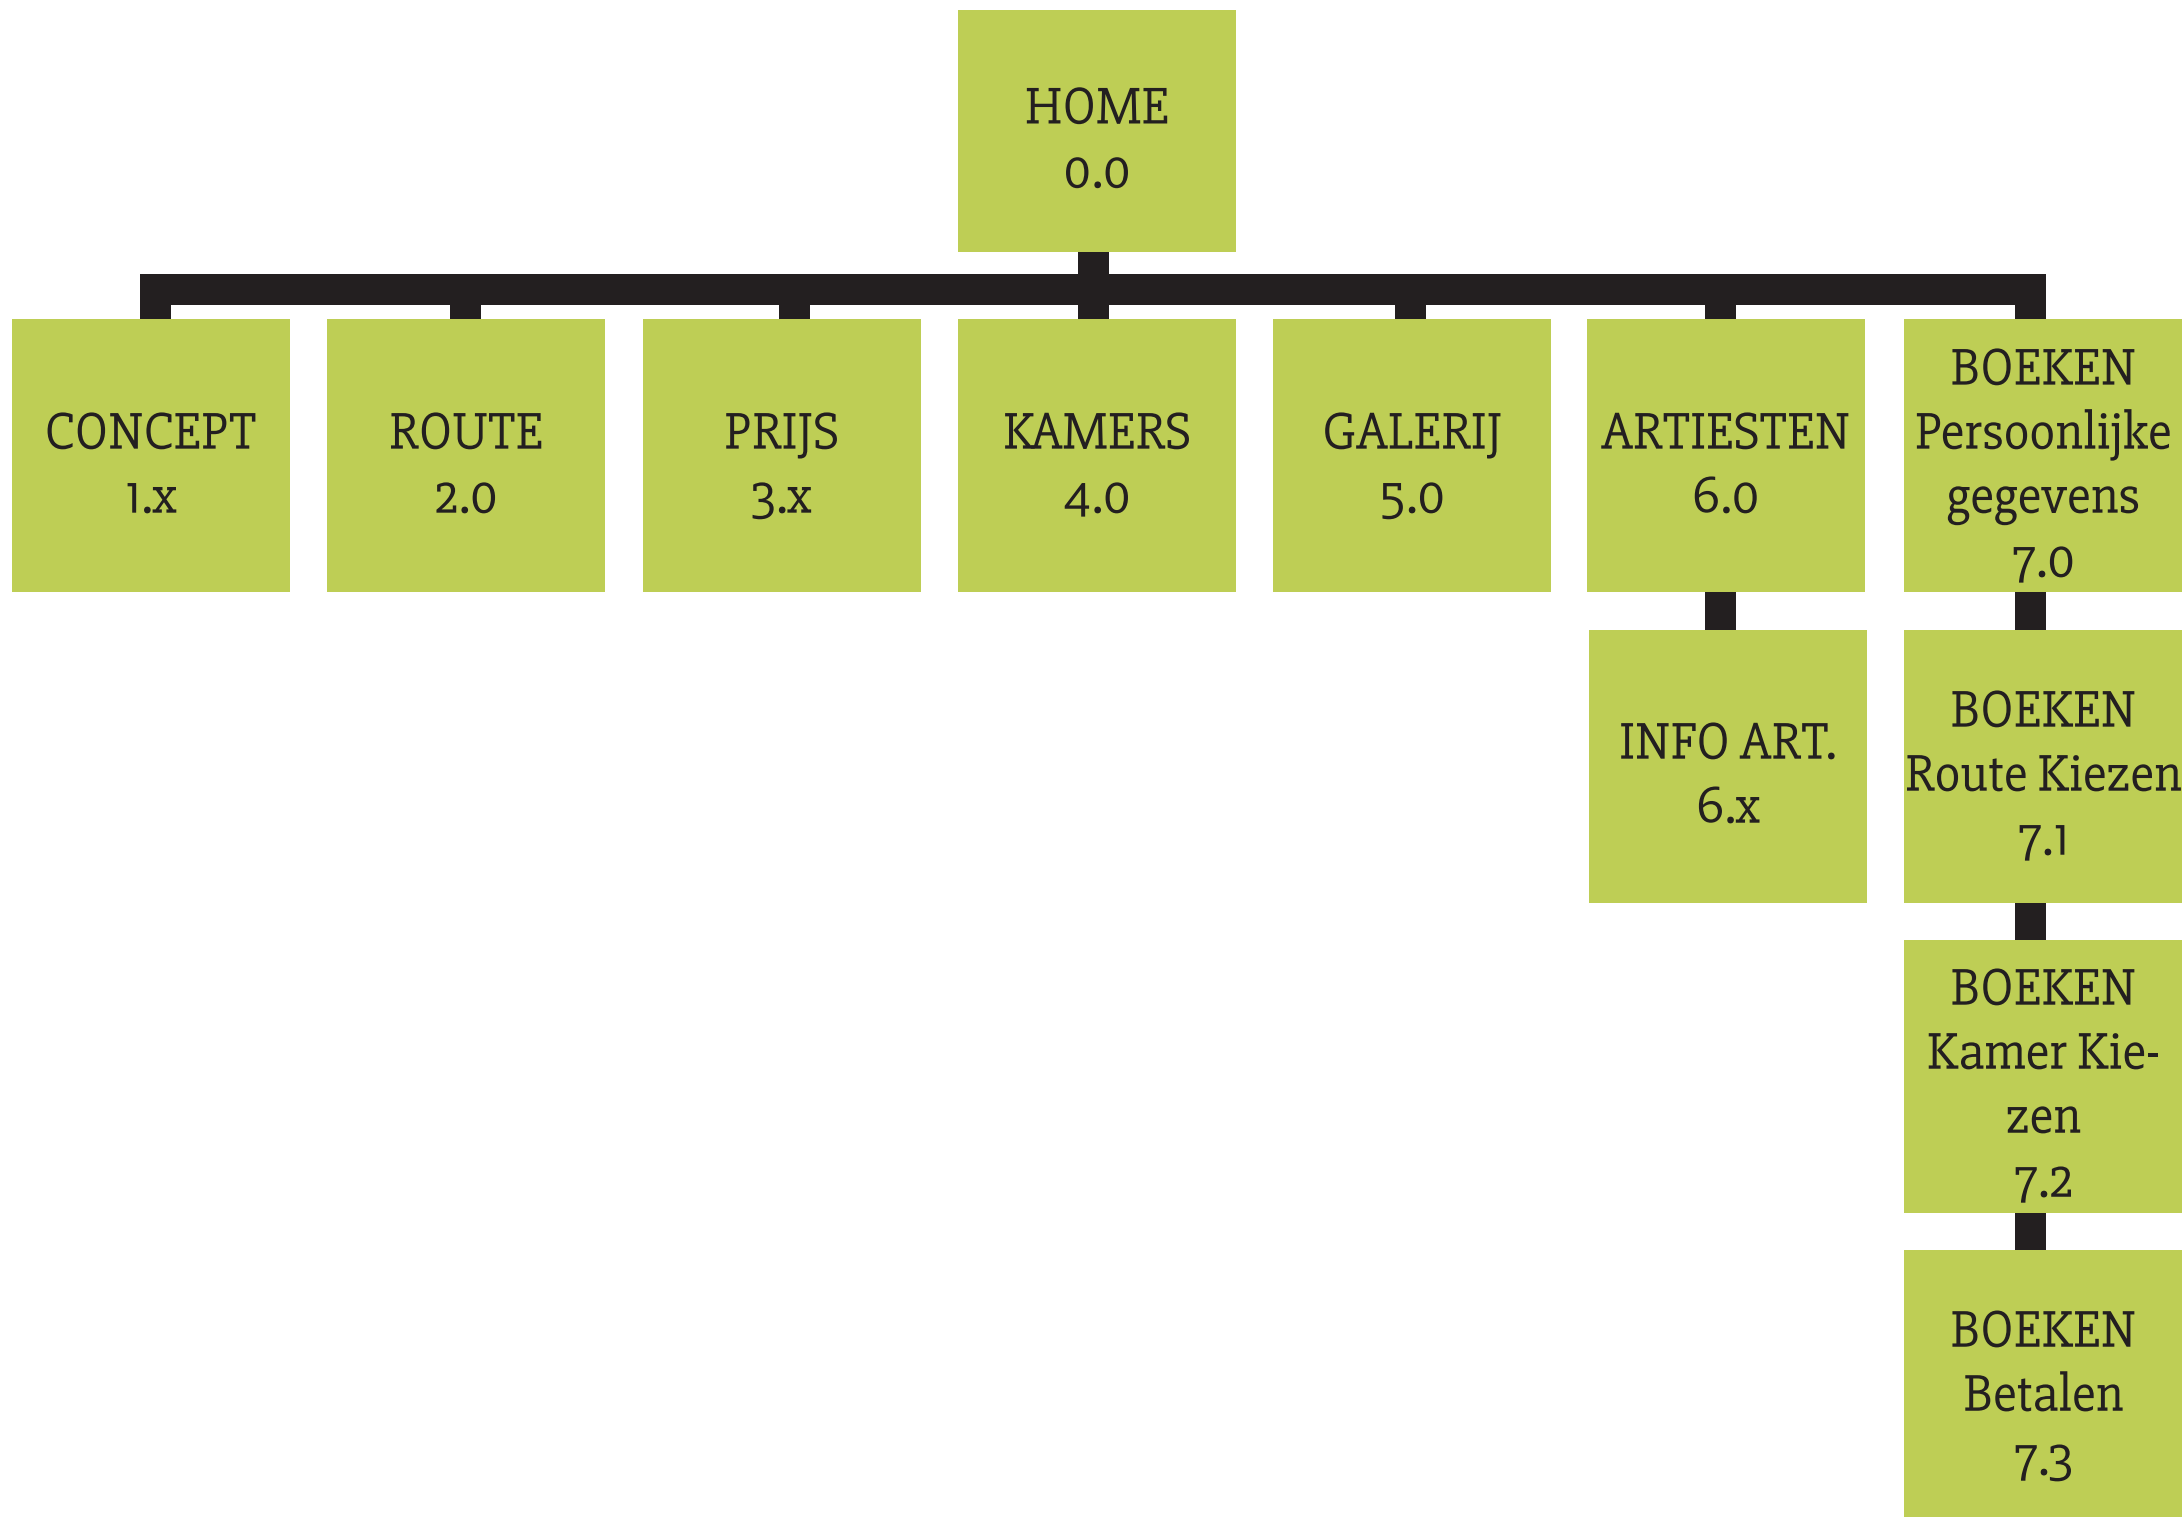 HOME
0.0
CONCEPT
1.x
ROUTE
2.0
PRIJS
3.x
KAMERS
4.0
GALERIJ
5.0
ARTIESTEN
6.0
BOEKEN
Persoonlijke
gegevens
7.0
INFO ART.
6.x
BOEKEN
Route Kiezen
7.1
BOEKEN
Kamer Kie-
zen
7.2
BOEKEN
Betalen
7.3